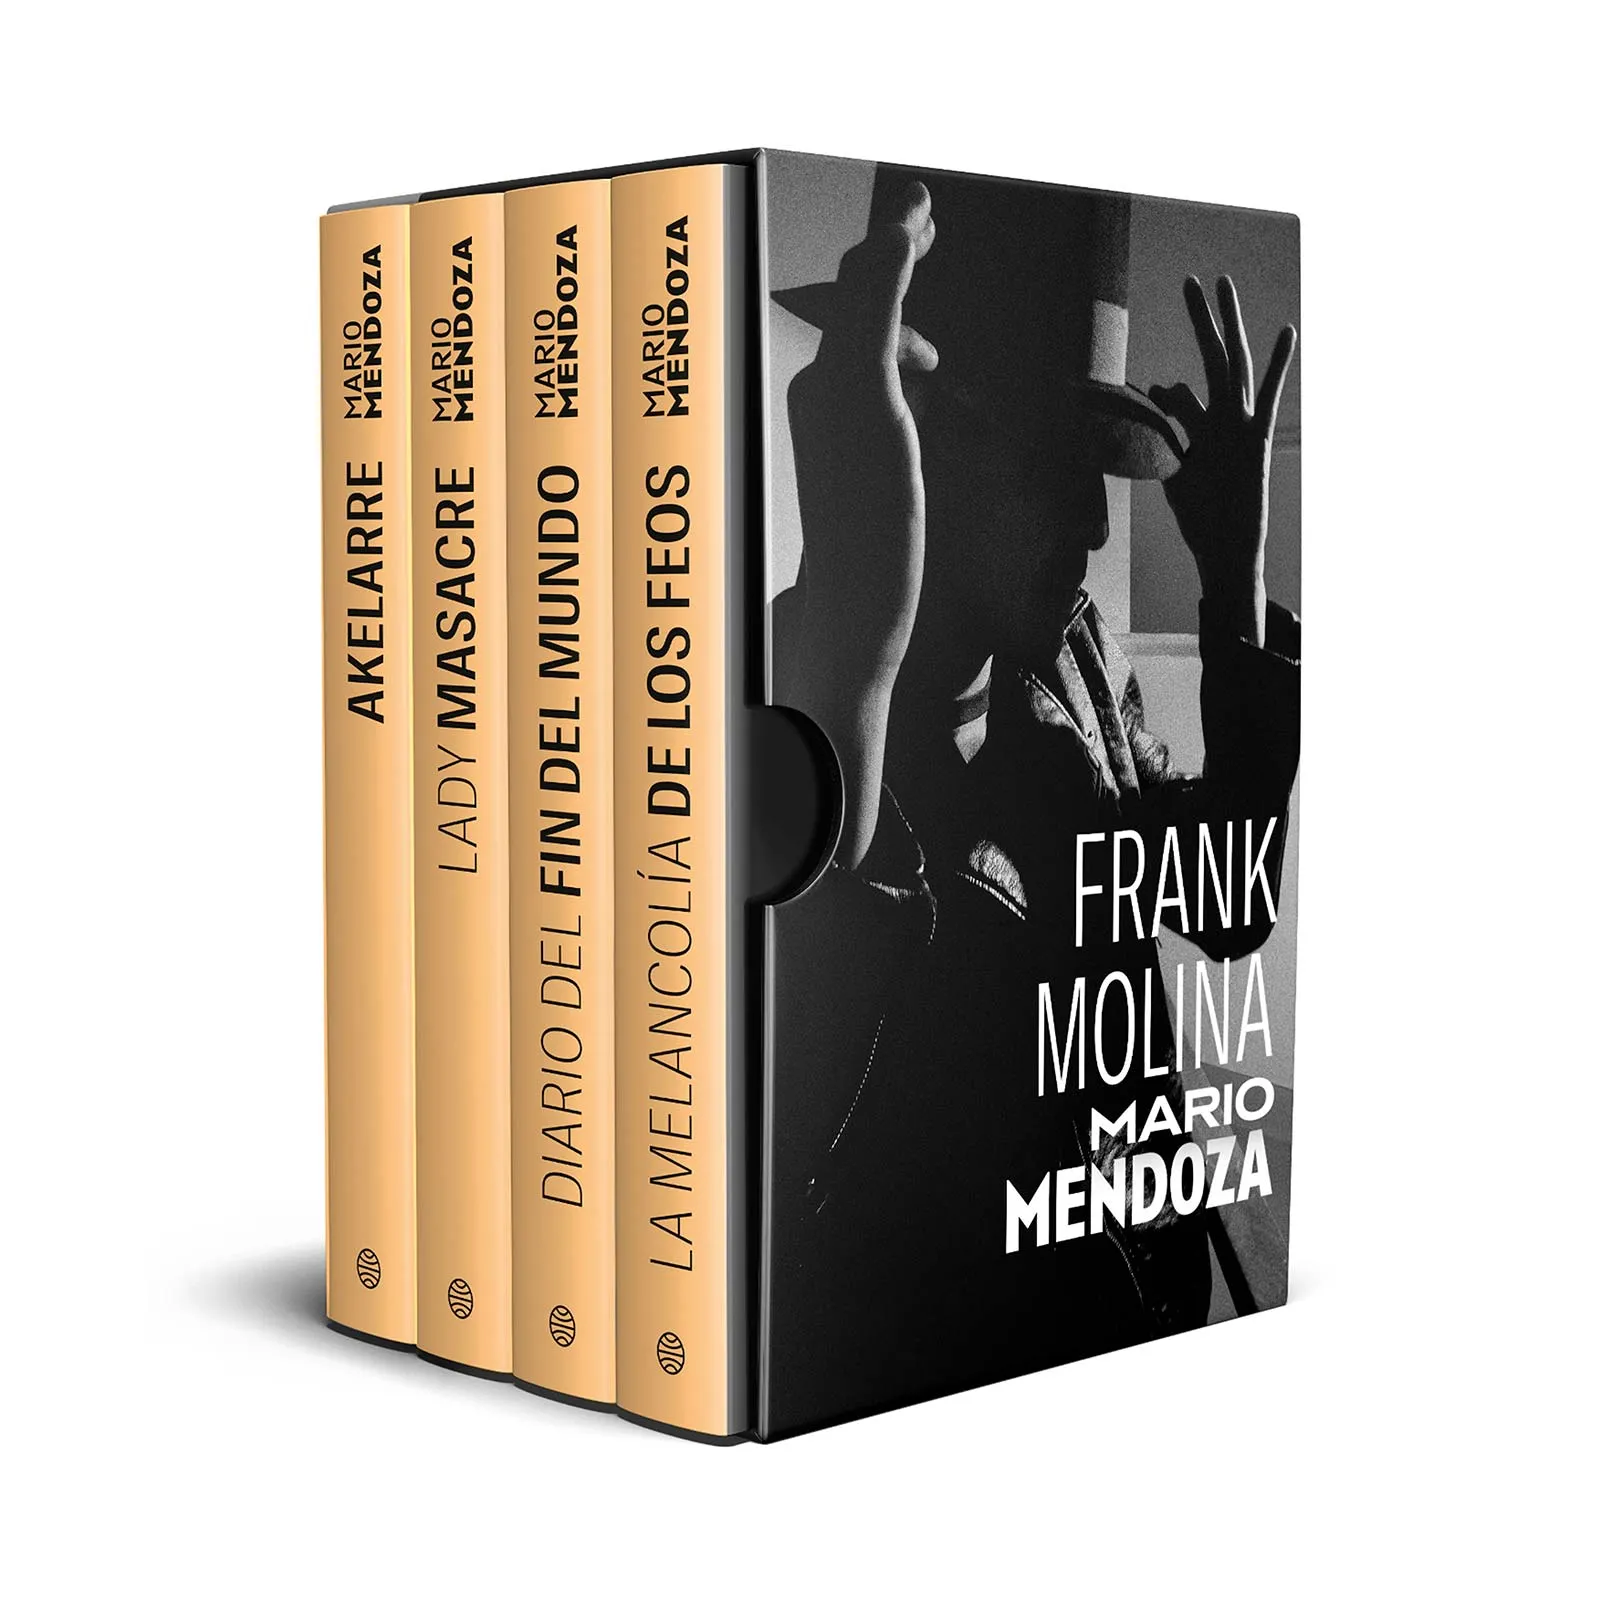 MARIO
MENDOZA
AKELARRE
MARIO
MENDOZA
LADY MASACRE
MARIO
MENDOZA
DIARIO DEL FIN DEL MUNDO
MARIO
MENDOZA
LA MELANCOLÍA DE LOS FEOS
FRANK
MOLINA
MARIO
MENDOZA